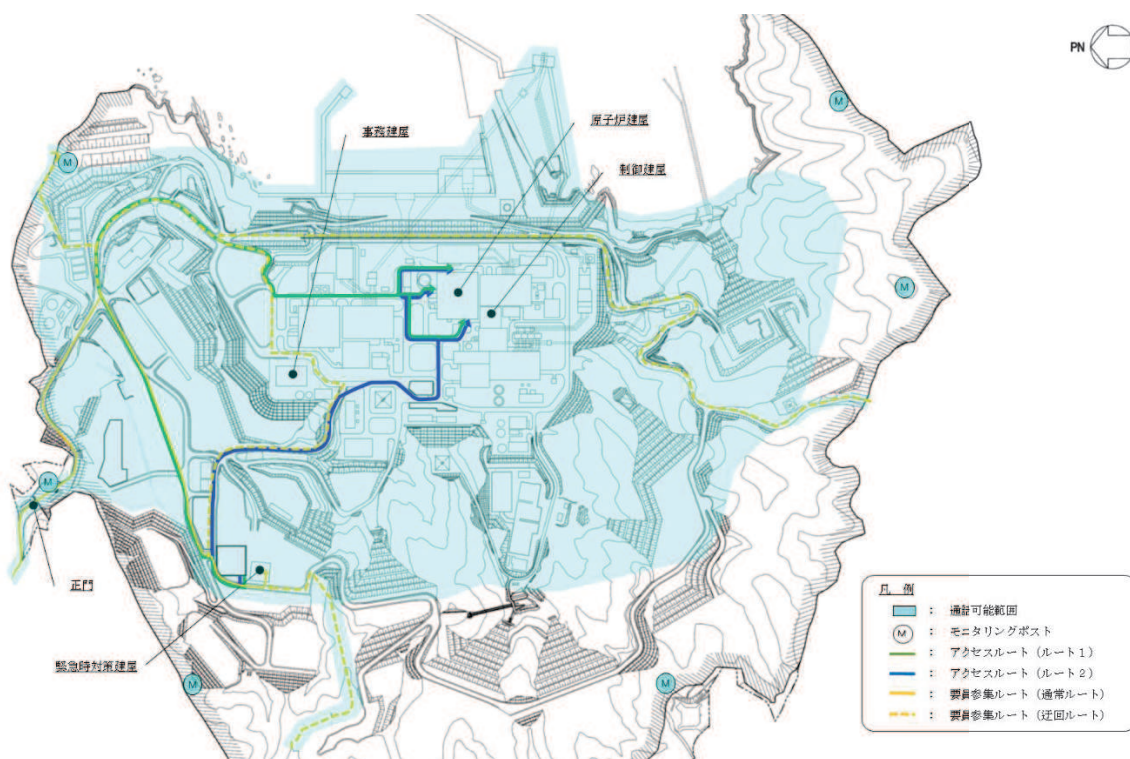 PN
M
事務建屋
原子炉建屋
制御建屋
M
M
M
正門
緊急時対策建屋
M
M
凡 例
： 通話可能範囲
M ： モニタリングポスト
： アクセスルート（ルート１）
： アクセスルート（ルート２）
： 要員参集ルート（通常ルート）
： 要員参集ルート（迂回ルート）